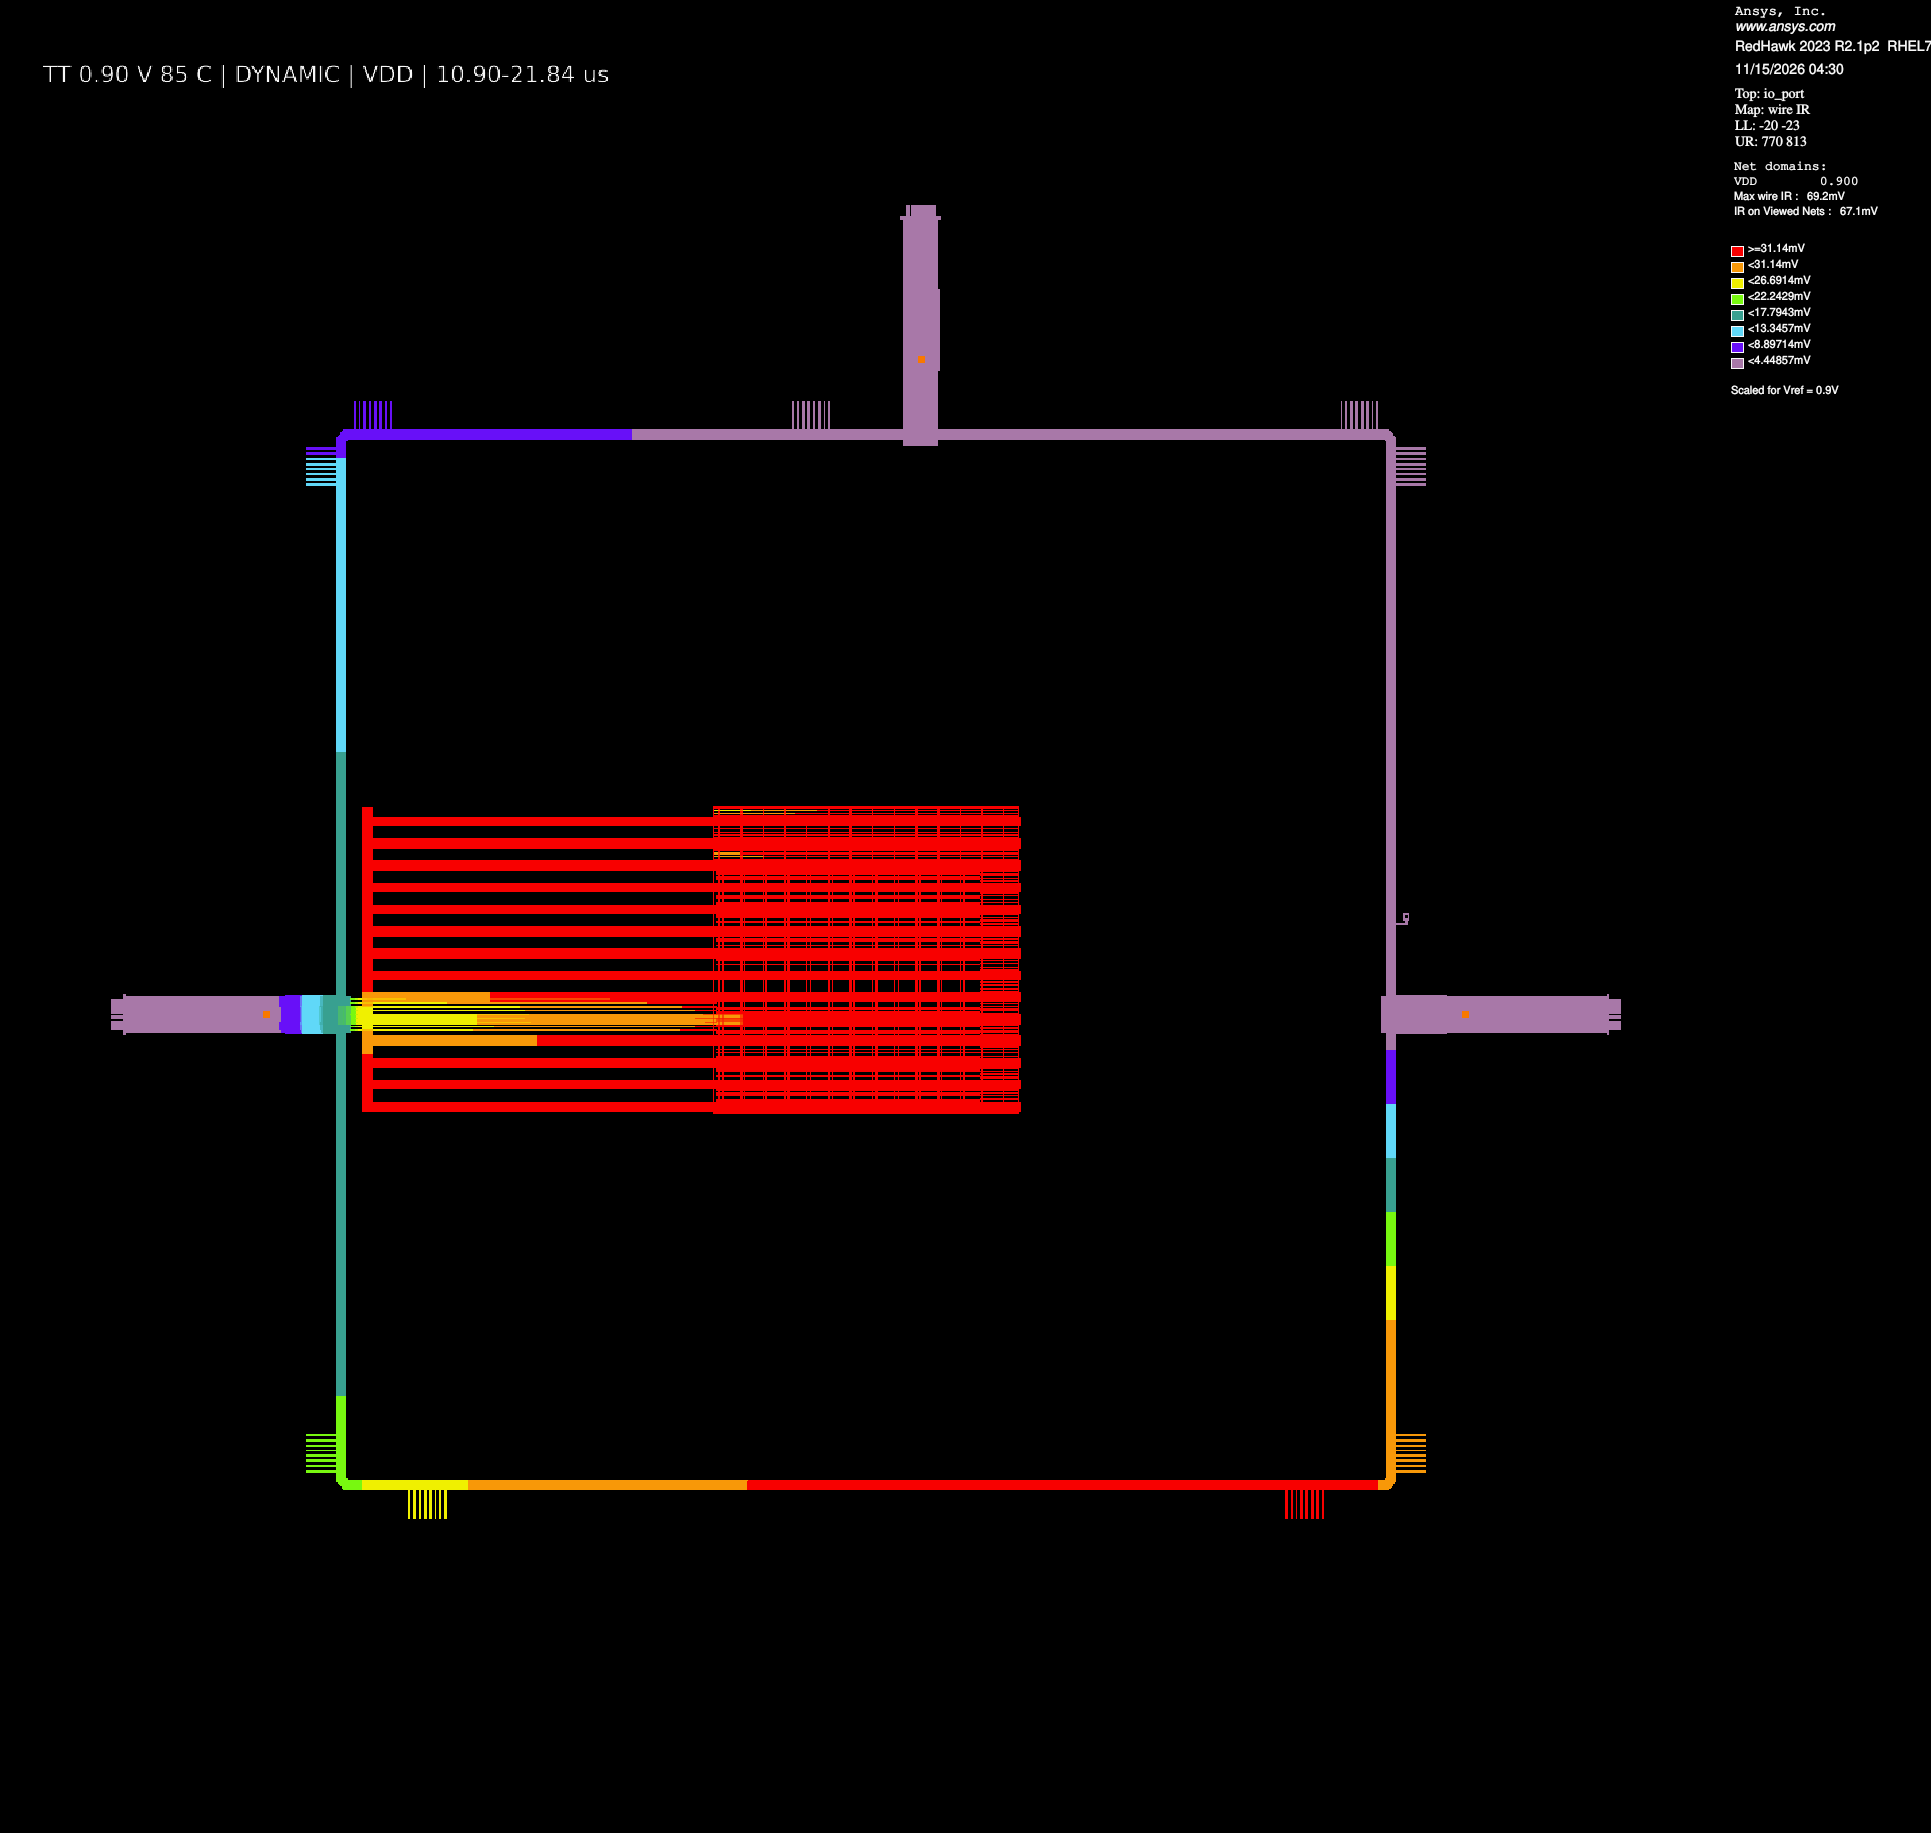 Ansys, Inc.
www.ansys.com
RedHawk 2023 R2.1p2 RHEL7
TT 0.90 V 85 C | DYNAMIC | VDD | 10.90-21.84 us
11/15/2026 04:30
Top: io_port
Map: wire IR
LL: -20 -23
UR: 770 813
Net domains:
VDD 0.900
Max wire IR : 69.2mV
IR on Viewed Nets : 67.1mV
>=31.14mV
<31.14mV
<26.6914mV
<22.2429mV
<17.7943mV
<13.3457mV
<8.89714mV
<4.44857mV
Scaled for Vref = 0.9V